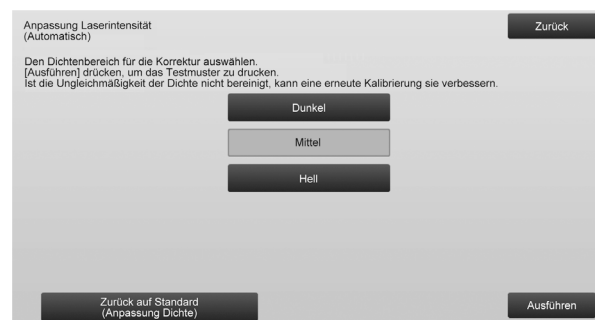 Anpassung Laserintensität
(Automatisch)
Zurück
Den Dichtenbereich für die Korrektur auswählen.
[Ausführen] drücken, um das Testmuster zu drucken.
Ist die Ungleichmäßigkeit der Dichte nicht bereinigt, kann eine erneute Kalibrierung sie verbessern.
Dunkel
Mittel
Hell
Zurück auf Standard
(Anpassung Dichte)
Ausführen